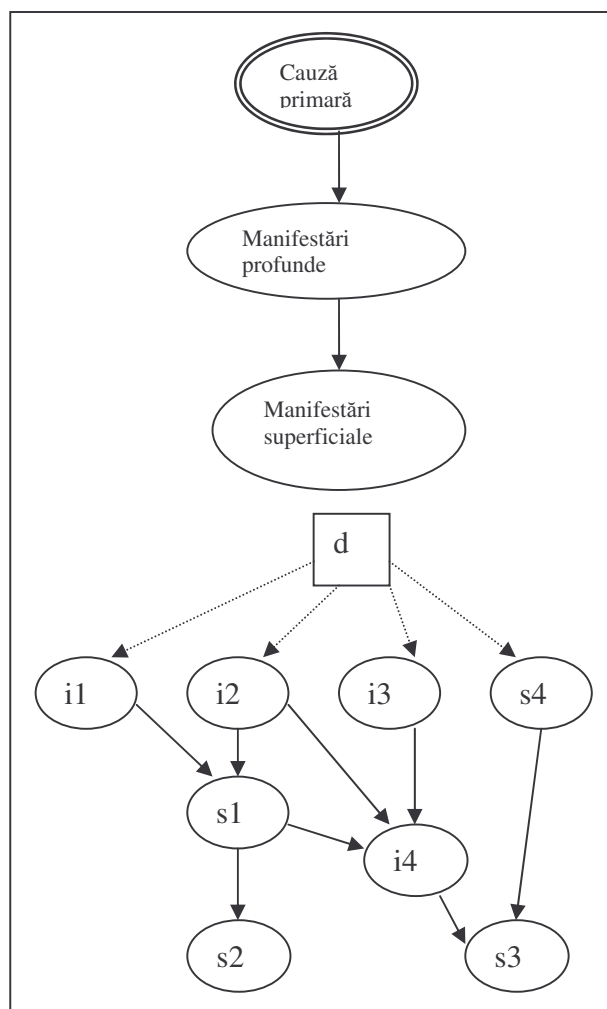 Cauză
primară
Manifestări
profunde
Manifestări
superficiale
d
i1 i2 i3 s4
s1
i4
s2 s3